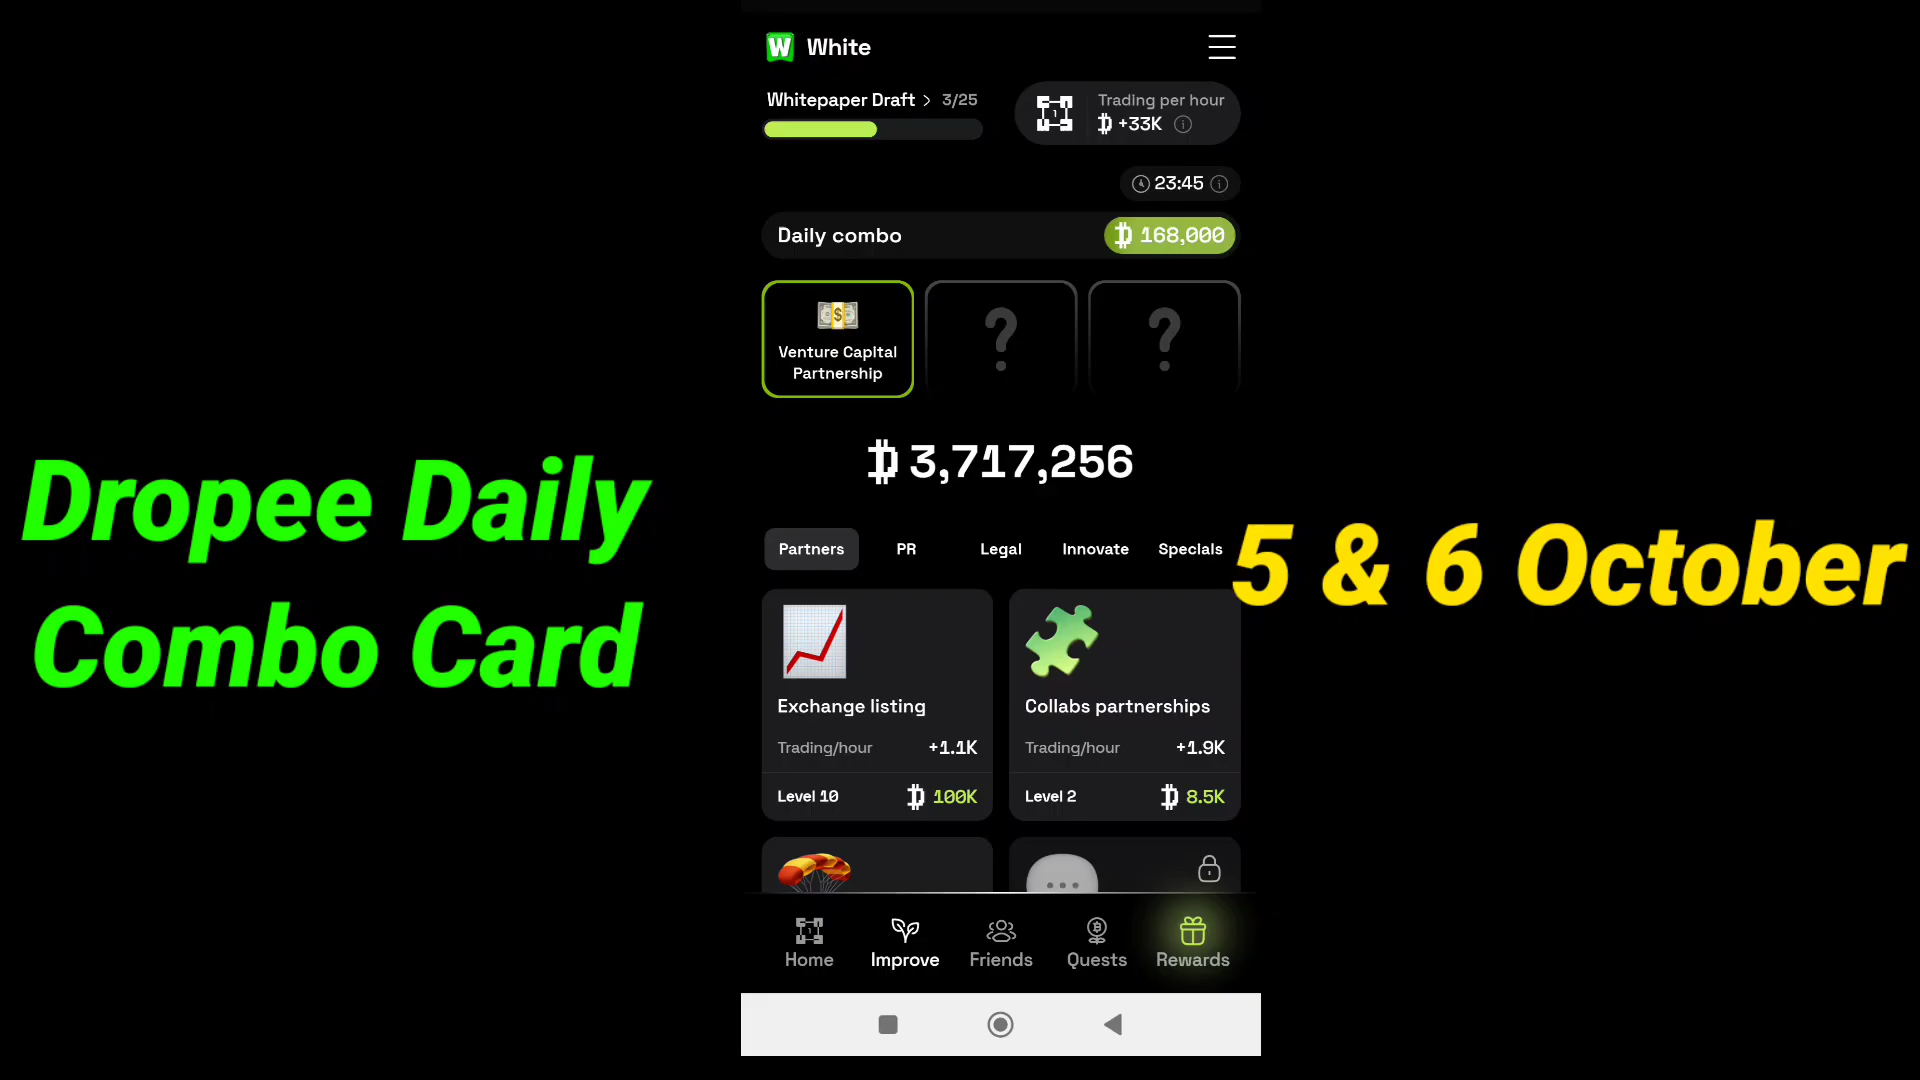 W White
Whitepaper Draft > 3/25
Trading per hour
+33K
23:45
Daily combo
168,000
Venture Capital
Partnership
?
?
3,717,256
Partners
PR
Legal
Innovate
Specials
Exchange listing
Trading/hour +1.1K
Level 10 100K
Collabs partnerships
Trading/hour +1.9K
Level 2 8.5K
Home
Improve
Friends
Quests
Rewards
Dropee Daily
Combo Card
5 & 6 October